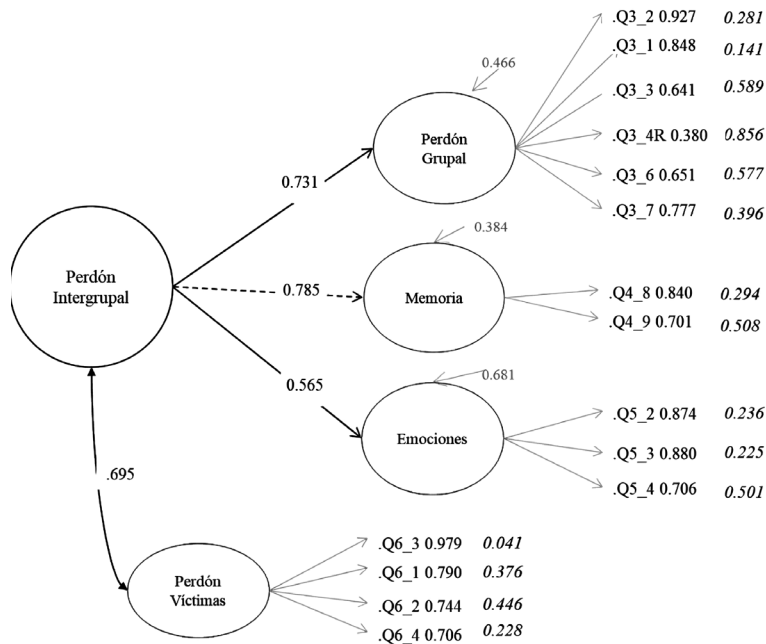 .Q3_2 0.927 0.281
.Q3_1 0.848 0.141
0.466
.Q3_3 0.641 0.589
Perdón
Grupal
.Q3_4R 0.380 0.856
.Q3_6 0.651 0.577
0.731
.Q3_7 0.777 0.396
0.384
Perdón
Intergrupal
0.785
Memoria
.Q4_8 0.840 0.294
.Q4_9 0.701 0.508
0.681
0.565
.Q5_2 0.874 0.236
Emociones
.Q5_3 0.880 0.225
.Q5_4 0.706 0.501
.695
.Q6_3 0.979 0.041
.Q6_1 0.790 0.376
Perdón
Víctimas
.Q6_2 0.744 0.446
.Q6_4 0.706 0.228